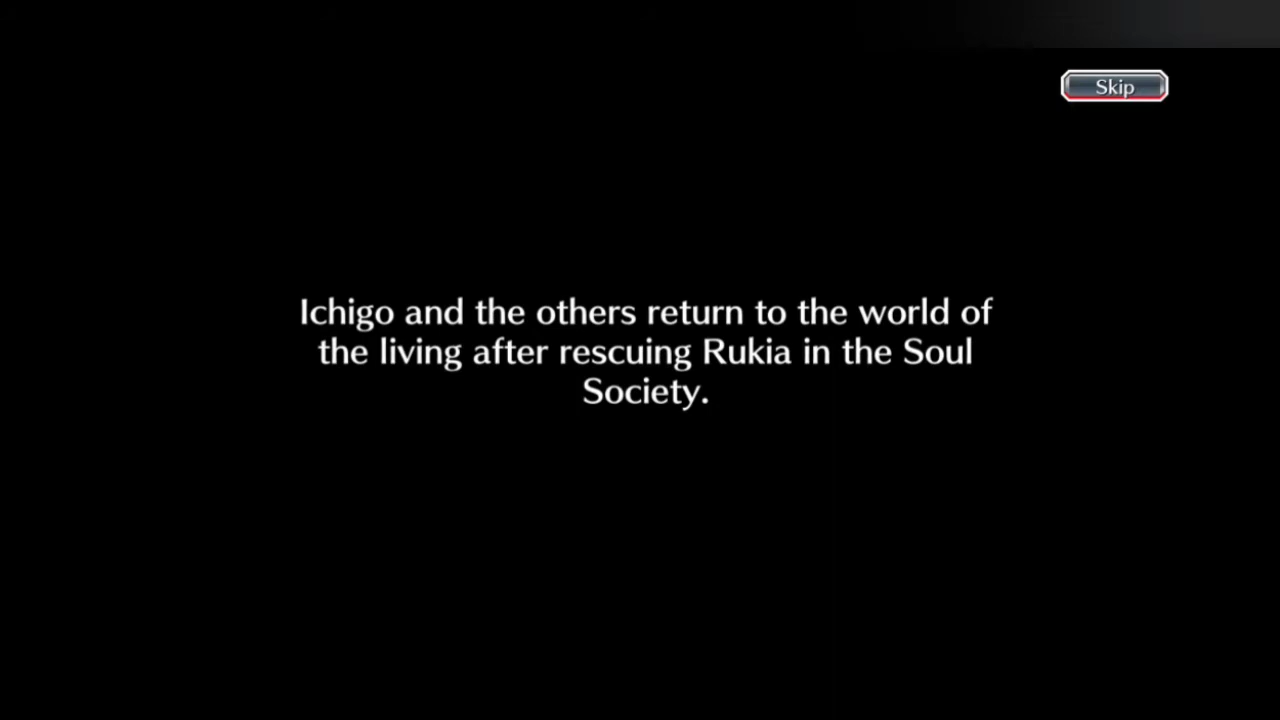 Skip
Ichigo and the others return to the world of
the living after rescuing Rukia in the Soul
Society.